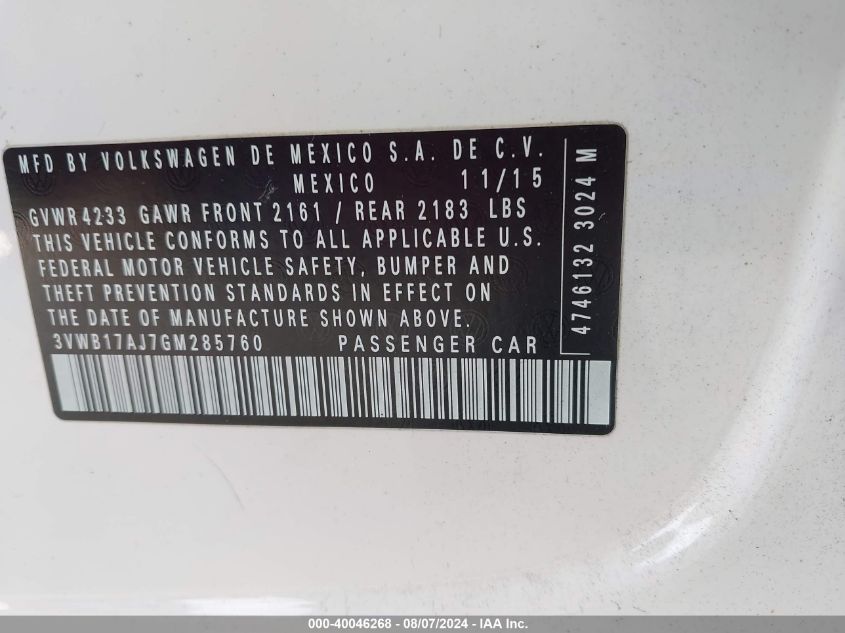 MFD BY VOLKSWAGEN DE MEXICO S.A. DE C.V.
MEXICO 11/15
GVWR 4233 GAWR FRONT 2161 / REAR 2183 LBS
THIS VEHICLE CONFORMS TO ALL APPLICABLE U.S.
FEDERAL MOTOR VEHICLE SAFETY, BUMPER AND
THEFT PREVENTION STANDARDS IN EFFECT ON
THE DATE OF MANUFACTURE SHOWN ABOVE.
3VWB17AJ7GM285760 PASSENGER CAR
4746132 3024 M
000-40046268 - 08/07/2024 - IAA Inc.